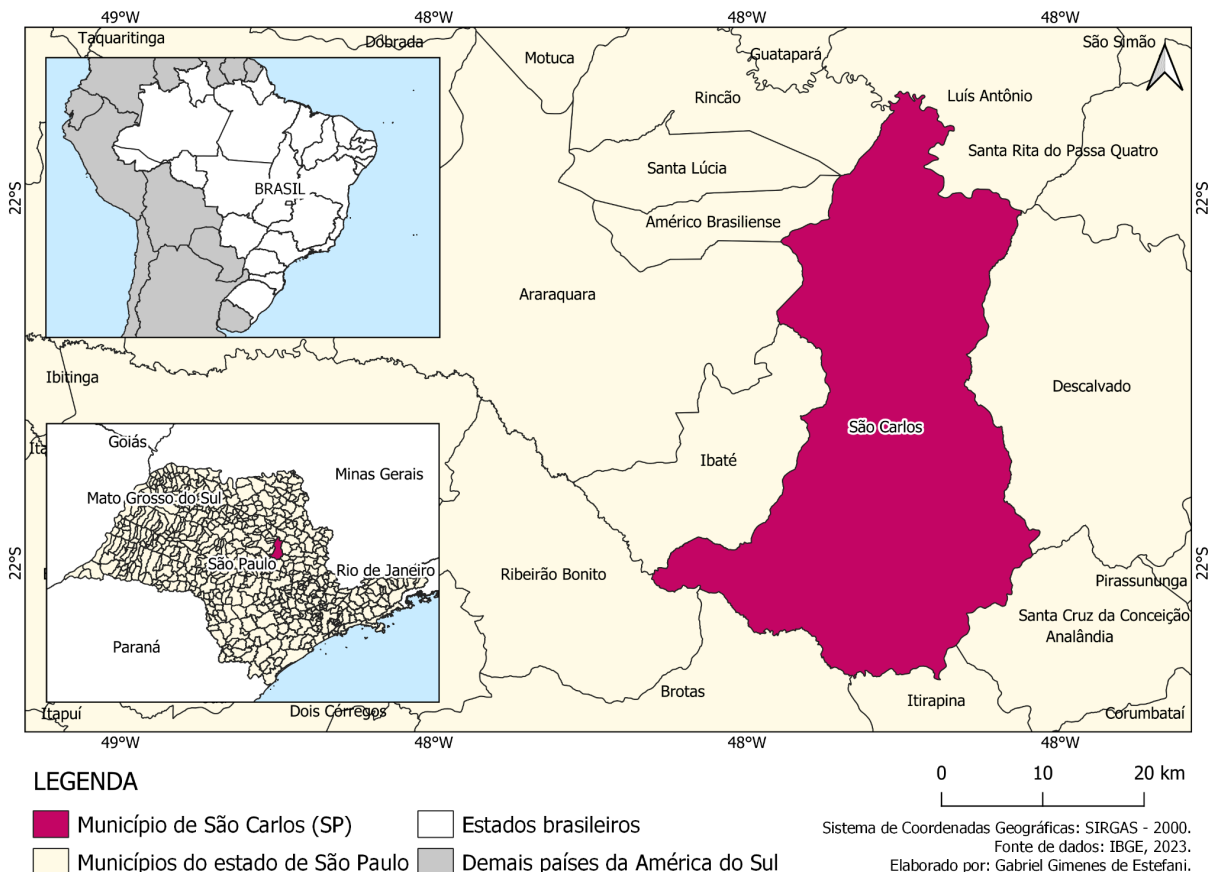 49°W 48°W 48°W 48°W
Taquaritinga
Dobrada
Motuca
Guatapará
São Simão
Rincão
Luís Antônio
Santa Rita do Passa Quatro
Santa Lúcia
Américo Brasiliense
Araraquara
BRASIL
22°S
22°S
Ibitinga
Descalvado
São Carlos
Ibaté
Goiás
Minas Gerais
Mato Grosso do Sul
São Paulo
Rio de Janeiro
Paraná
22°S
22°S
Ribeirão Bonito
Pirassununga
Santa Cruz da Conceição
Analândia
Brotas
Itirapina
Corumbataí
Itapuí
Dois Córregos
49°W 48°W 48°W 48°W
LEGENDA
Município de São Carlos (SP)
Estados brasileiros
Municípios do estado de São Paulo
Demais países da América do Sul
0 10 20 km
Sistema de Coordenadas Geográficas: SIRGAS - 2000.
Fonte de dados: IBGE, 2023.
Elaborado por: Gabriel Gimenes de Estefani.